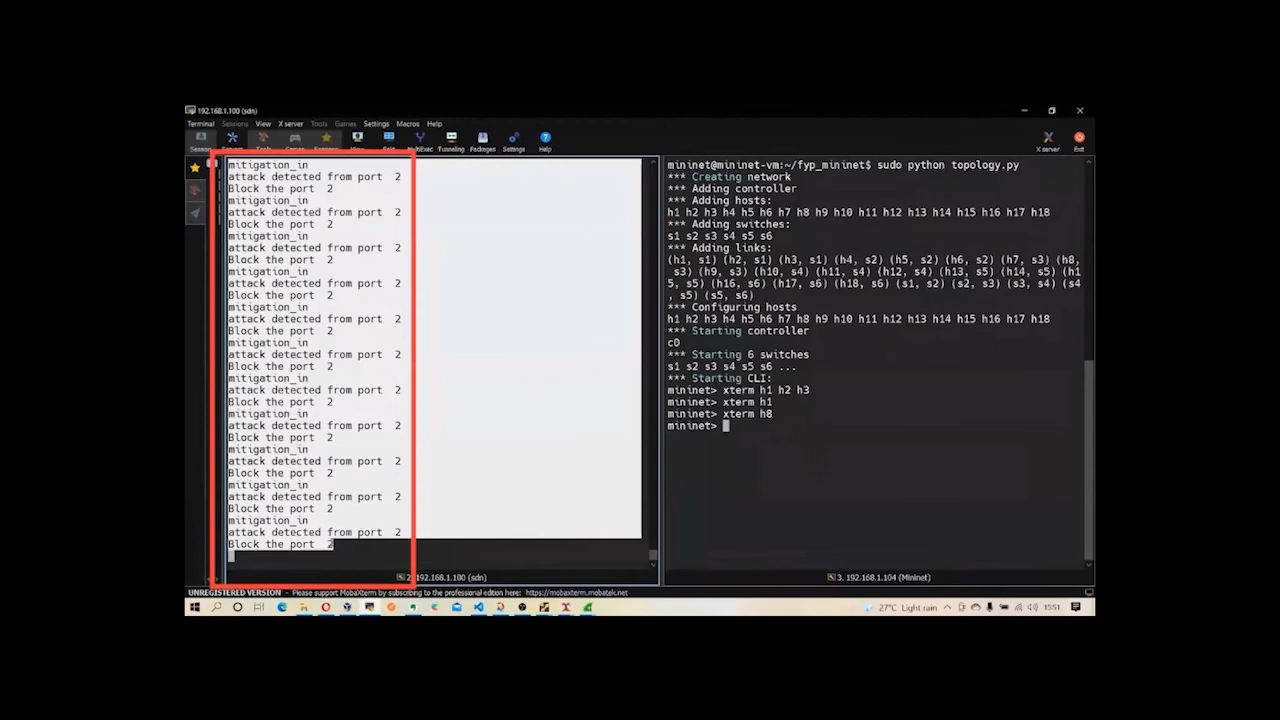 192.168.1.100 (sdn)
Terminal Sessions View X server Tools Games Settings Macros Help
Tunneling Packages Settings Help X server Exit
mitigation_in
attack detected from port 2
Block the port 2
mitigation_in
attack detected from port 2
Block the port 2
mitigation_in
attack detected from port 2
Block the port 2
mitigation_in
attack detected from port 2
Block the port 2
mitigation_in
attack detected from port 2
Block the port 2
mitigation_in
attack detected from port 2
Block the port 2
mitigation_in
attack detected from port 2
Block the port 2
mitigation_in
attack detected from port 2
Block the port 2
mitigation_in
attack detected from port 2
Block the port 2
mitigation_in
attack detected from port 2
Block the port 2
mitigation_in
attack detected from port 2
Block the port 2
2. 192.168.1.100 (sdn)
mininet@mininet-vm:~/fyp_mininet$ sudo python topology.py
*** Creating network
*** Adding controller
*** Adding hosts:
h1 h2 h3 h4 h5 h6 h7 h8 h9 h10 h11 h12 h13 h14 h15 h16 h17 h18
*** Adding switches:
s1 s2 s3 s4 s5 s6
*** Adding links:
(h1, s1) (h2, s1) (h3, s1) (h4, s2) (h5, s2) (h6, s2) (h7, s3) (h8,
s3) (h9, s3) (h10, s4) (h11, s4) (h12, s4) (h13, s5) (h14, s5) (h1
5, s5) (h16, s6) (h17, s6) (h18, s6) (s1, s2) (s2, s3) (s3, s4) (s4
, s5) (s5, s6)
*** Configuring hosts
h1 h2 h3 h4 h5 h6 h7 h8 h9 h10 h11 h12 h13 h14 h15 h16 h17 h18
*** Starting controller
c0
*** Starting 6 switches
s1 s2 s3 s4 s5 s6 ...
*** Starting CLI:
mininet> xterm h1 h2 h3
mininet> xterm h1
mininet> xterm h8
mininet>
3. 192.168.1.104 (Mininet)
UNREGISTERED VERSION - Please support MobaXterm by subscribing to the professional edition here: https://mobaxterm.mobatek.net
27°C Light rain 15:51